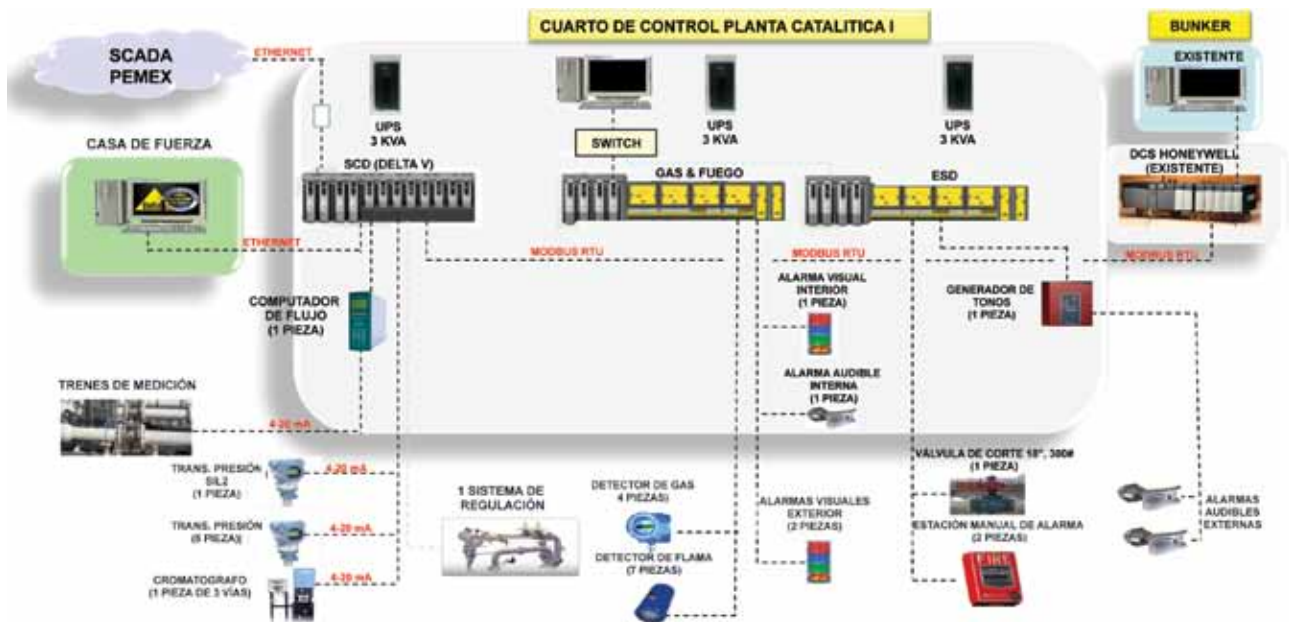 CUARTO DE CONTROL PLANTA CATALITICA I
BUNKER
SCADA
PEMEX
ETHERNET
EXISTENTE
UPS
3 KVA
UPS
3 KVA
UPS
3 KVA
SWITCH
CASA DE FUERZA
SCD (DELTA V)
GAS & FUEGO
ESD
DCS HONEYWELL
(EXISTENTE)
ETHERNET
MODBUS RTU
MODBUS RTU
MODBUS RTU
COMPUTADOR
DE FLUJO
(1 PIEZA)
ALARMA VISUAL
INTERIOR
(1 PIEZA)
GENERADOR DE
TONOS
(1 PIEZA)
ALARMA AUDIBLE
INTERNA
(1 PIEZA)
TRENES DE MEDICIÓN
4-20 mA
TRANS. PRESIÓN
SIL2
(1 PIEZA)
4-20 mA
TRANS. PRESIÓN
4-20 mA
CROMATOGRAFO
(1 PIEZA DE 3 VÍAS)
4-20 mA
1 SISTEMA DE
REGULACIÓN
DETECTOR DE GAS
4 PIEZAS)
DETECTOR DE FLAMA
(7 PIEZAS)
ALARMAS VISUALES
EXTERIOR
(2 PIEZAS)
VÁLVULA DE CORTE 18", 300#
(1 PIEZA)
ESTACIÓN MANUAL DE ALARMA
(2 PIEZAS)
FIRE
ALARMAS
AUDIBLES
EXTERNAS